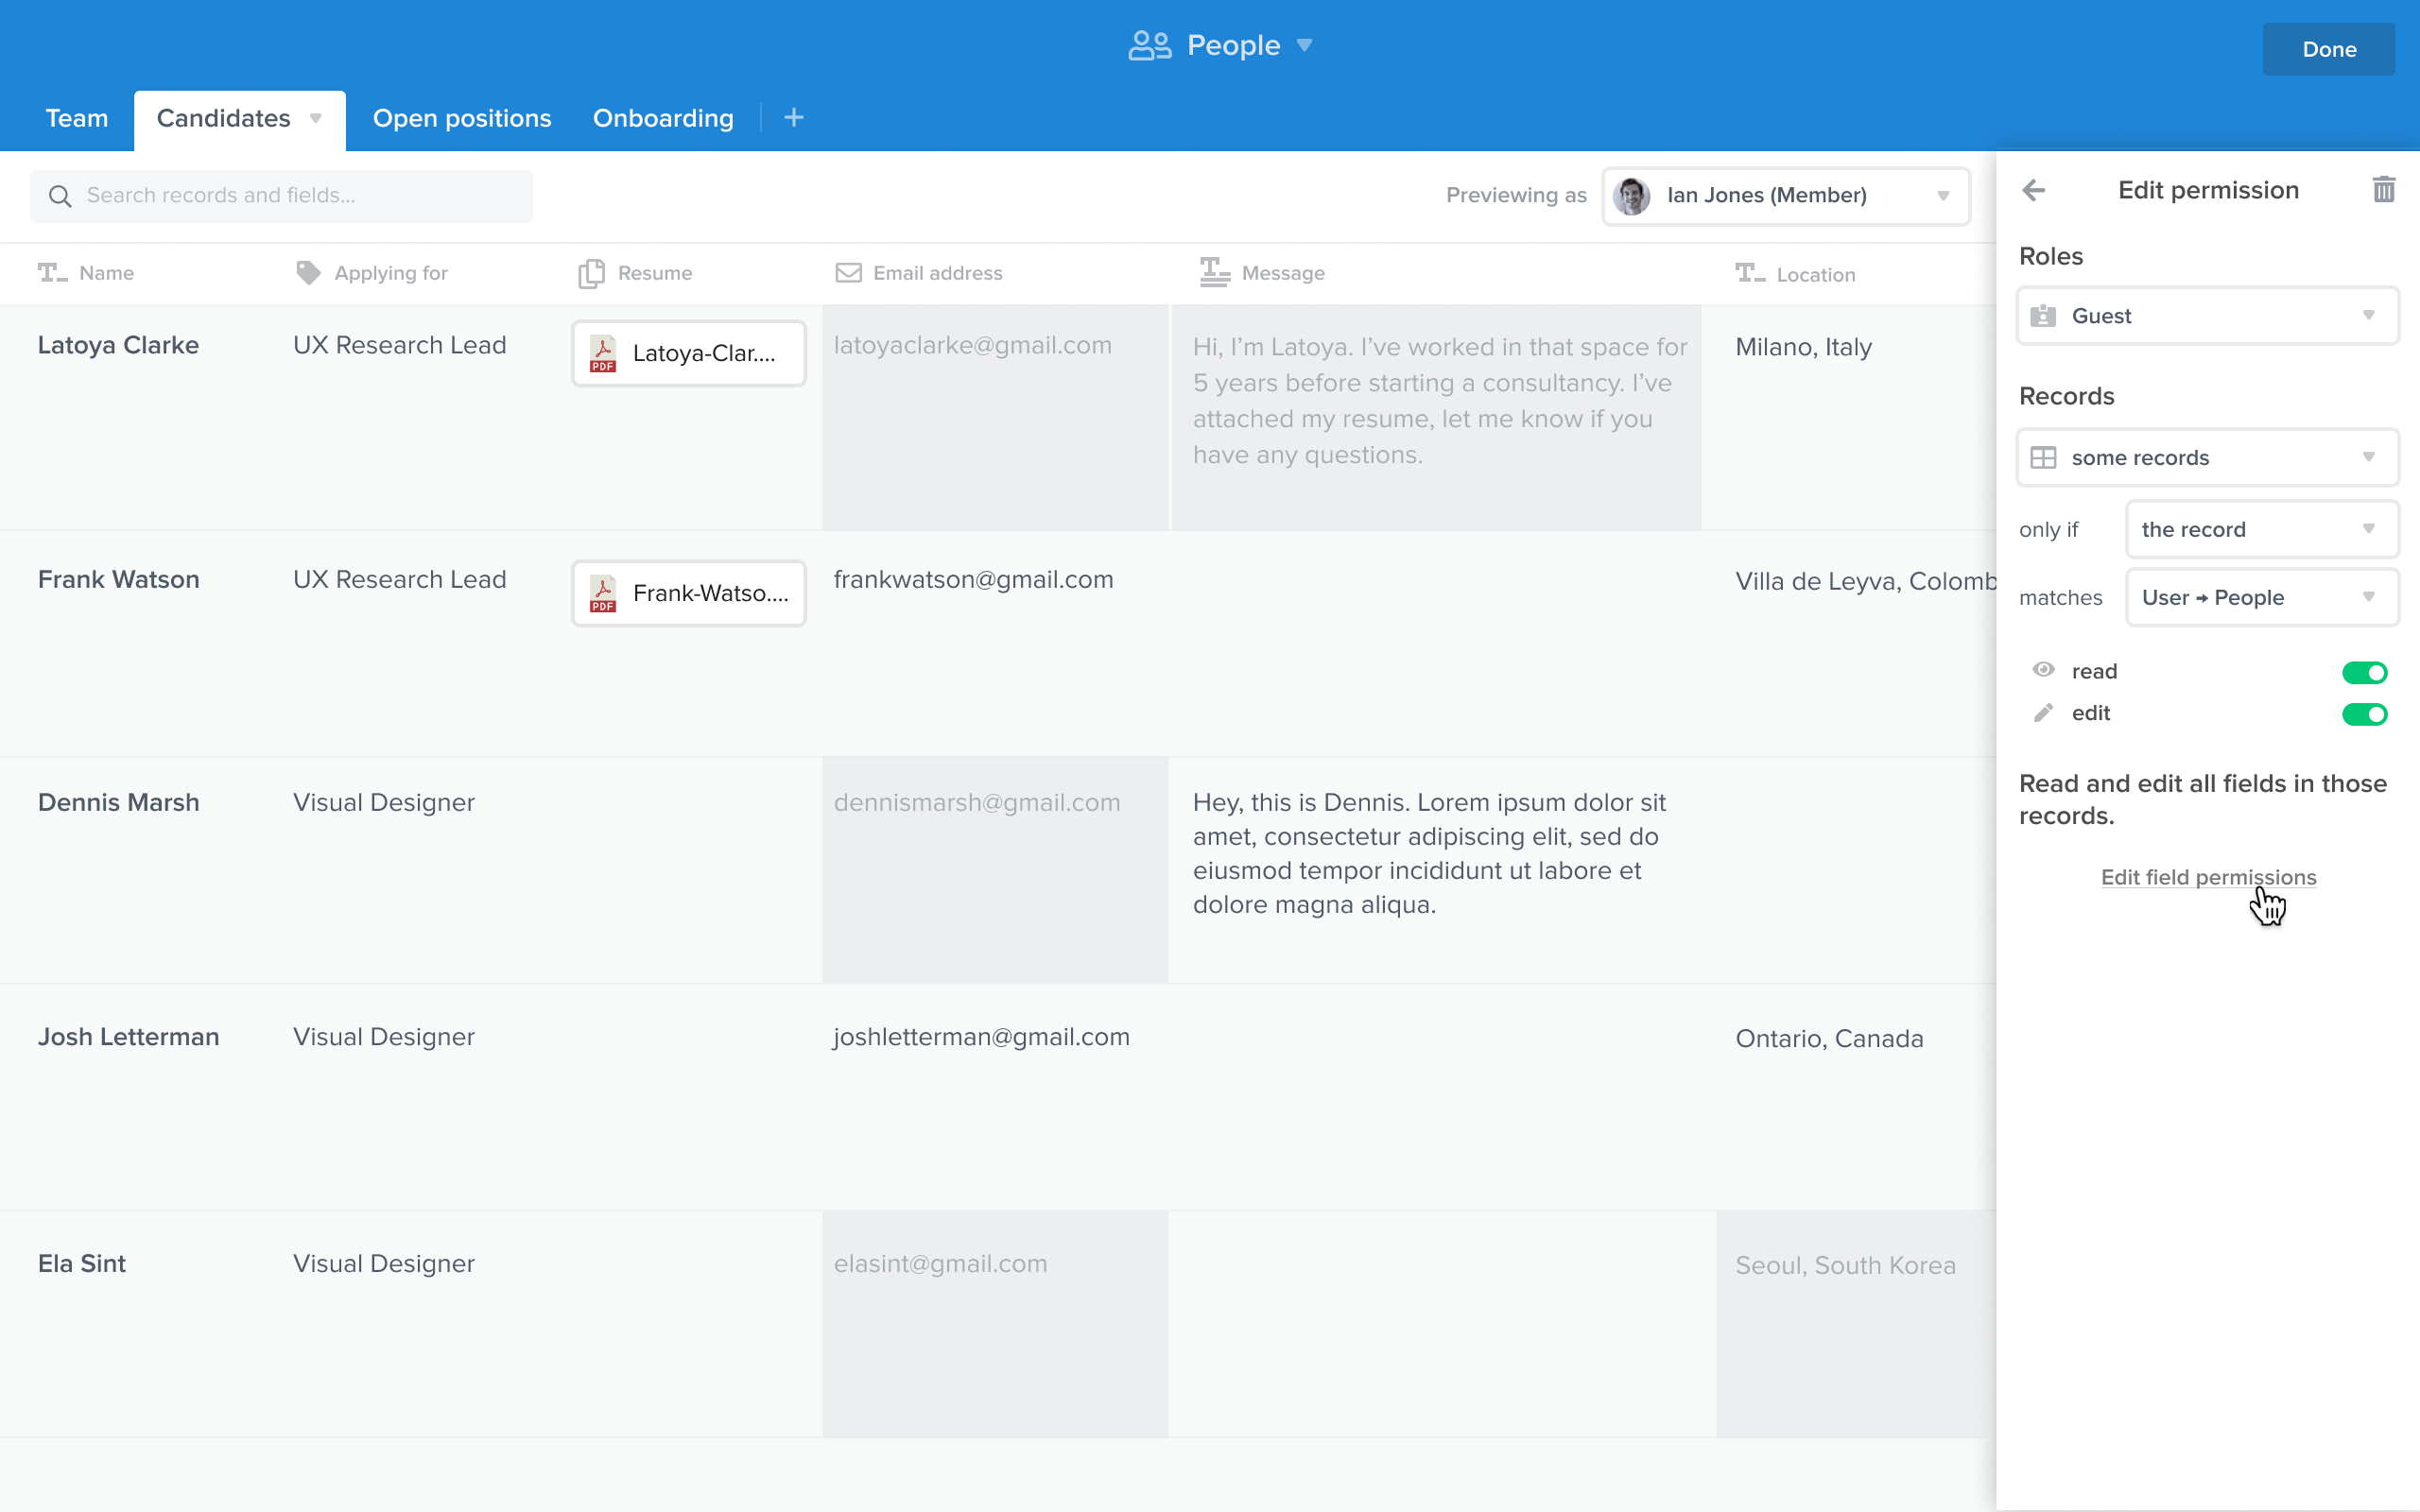 People
Done
Team
Candidates
Open positions
Onboarding
+
Search records and fields...
Previewing as
Ian Jones (Member)
Name
Applying for
Resume
Email address
Message
Location
Latoya Clarke
UX Research Lead
PDF
Latoya-Clar....
latoyaclarke@gmail.com
Hi, I’m Latoya. I’ve worked in that space for
5 years before starting a consultancy. I’ve
attached my resume, let me know if you
have any questions.
Milano, Italy
Frank Watson
UX Research Lead
PDF
Frank-Watso....
frankwatson@gmail.com
Villa de Leyva, Colomb
Dennis Marsh
Visual Designer
dennismarsh@gmail.com
Hey, this is Dennis. Lorem ipsum dolor sit
amet, consectetur adipiscing elit, sed do
eiusmod tempor incididunt ut labore et
dolore magna aliqua.
Josh Letterman
Visual Designer
joshletterman@gmail.com
Ontario, Canada
Ela Sint
Visual Designer
elasint@gmail.com
Seoul, South Korea
Edit permission
Roles
Guest
Records
some records
only if
the record
matches
User → People
read
edit
Read and edit all fields in those
records.
Edit field permissions